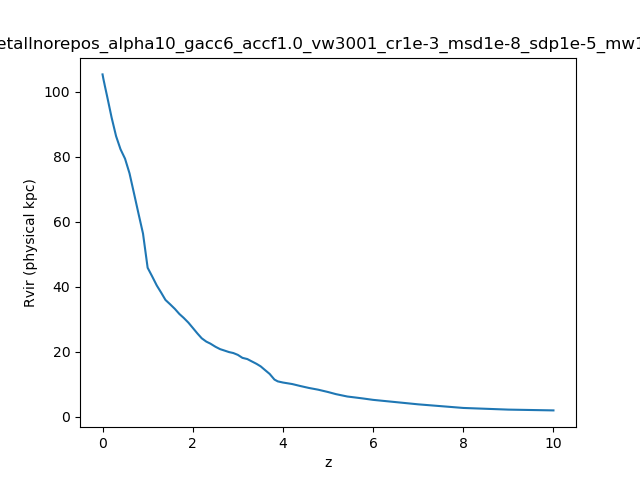 etallnorepos_alpha10_gacc6_accf1.0_vw3001_cr1e-3_msd1e-8_sdp1e-5_mw1
Rvir (physical kpc)
100
80
60
40
20
0
0 2 4 6 8 10
z